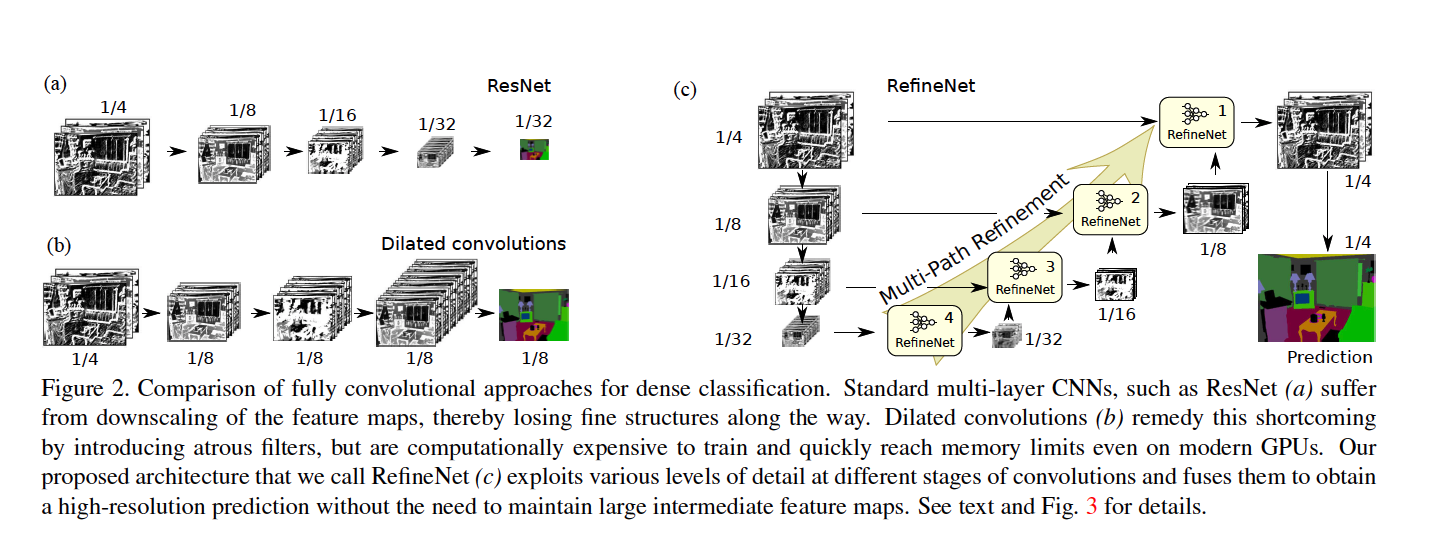 (a)
ResNet
1/4
1/8
1/16
1/32
1/32
(b)
Dilated convolutions
1/4
1/8
1/8
1/8
1/8
(c)
RefineNet
1/4
1/8
1/16
1/32
Multi-Path Refinement
1
RefineNet
2
RefineNet
3
RefineNet
4
RefineNet
1/32
1/16
1/8
1/4
1/4
Prediction
Figure 2. Comparison of fully convolutional approaches for dense classification. Standard multi-layer CNNs, such as ResNet (a) suffer
from downscaling of the feature maps, thereby losing fine structures along the way. Dilated convolutions (b) remedy this shortcoming
by introducing atrous filters, but are computationally expensive to train and quickly reach memory limits even on modern GPUs. Our
proposed architecture that we call RefineNet (c) exploits various levels of detail at different stages of convolutions and fuses them to obtain
a high-resolution prediction without the need to maintain large intermediate feature maps. See text and Fig. 3 for details.